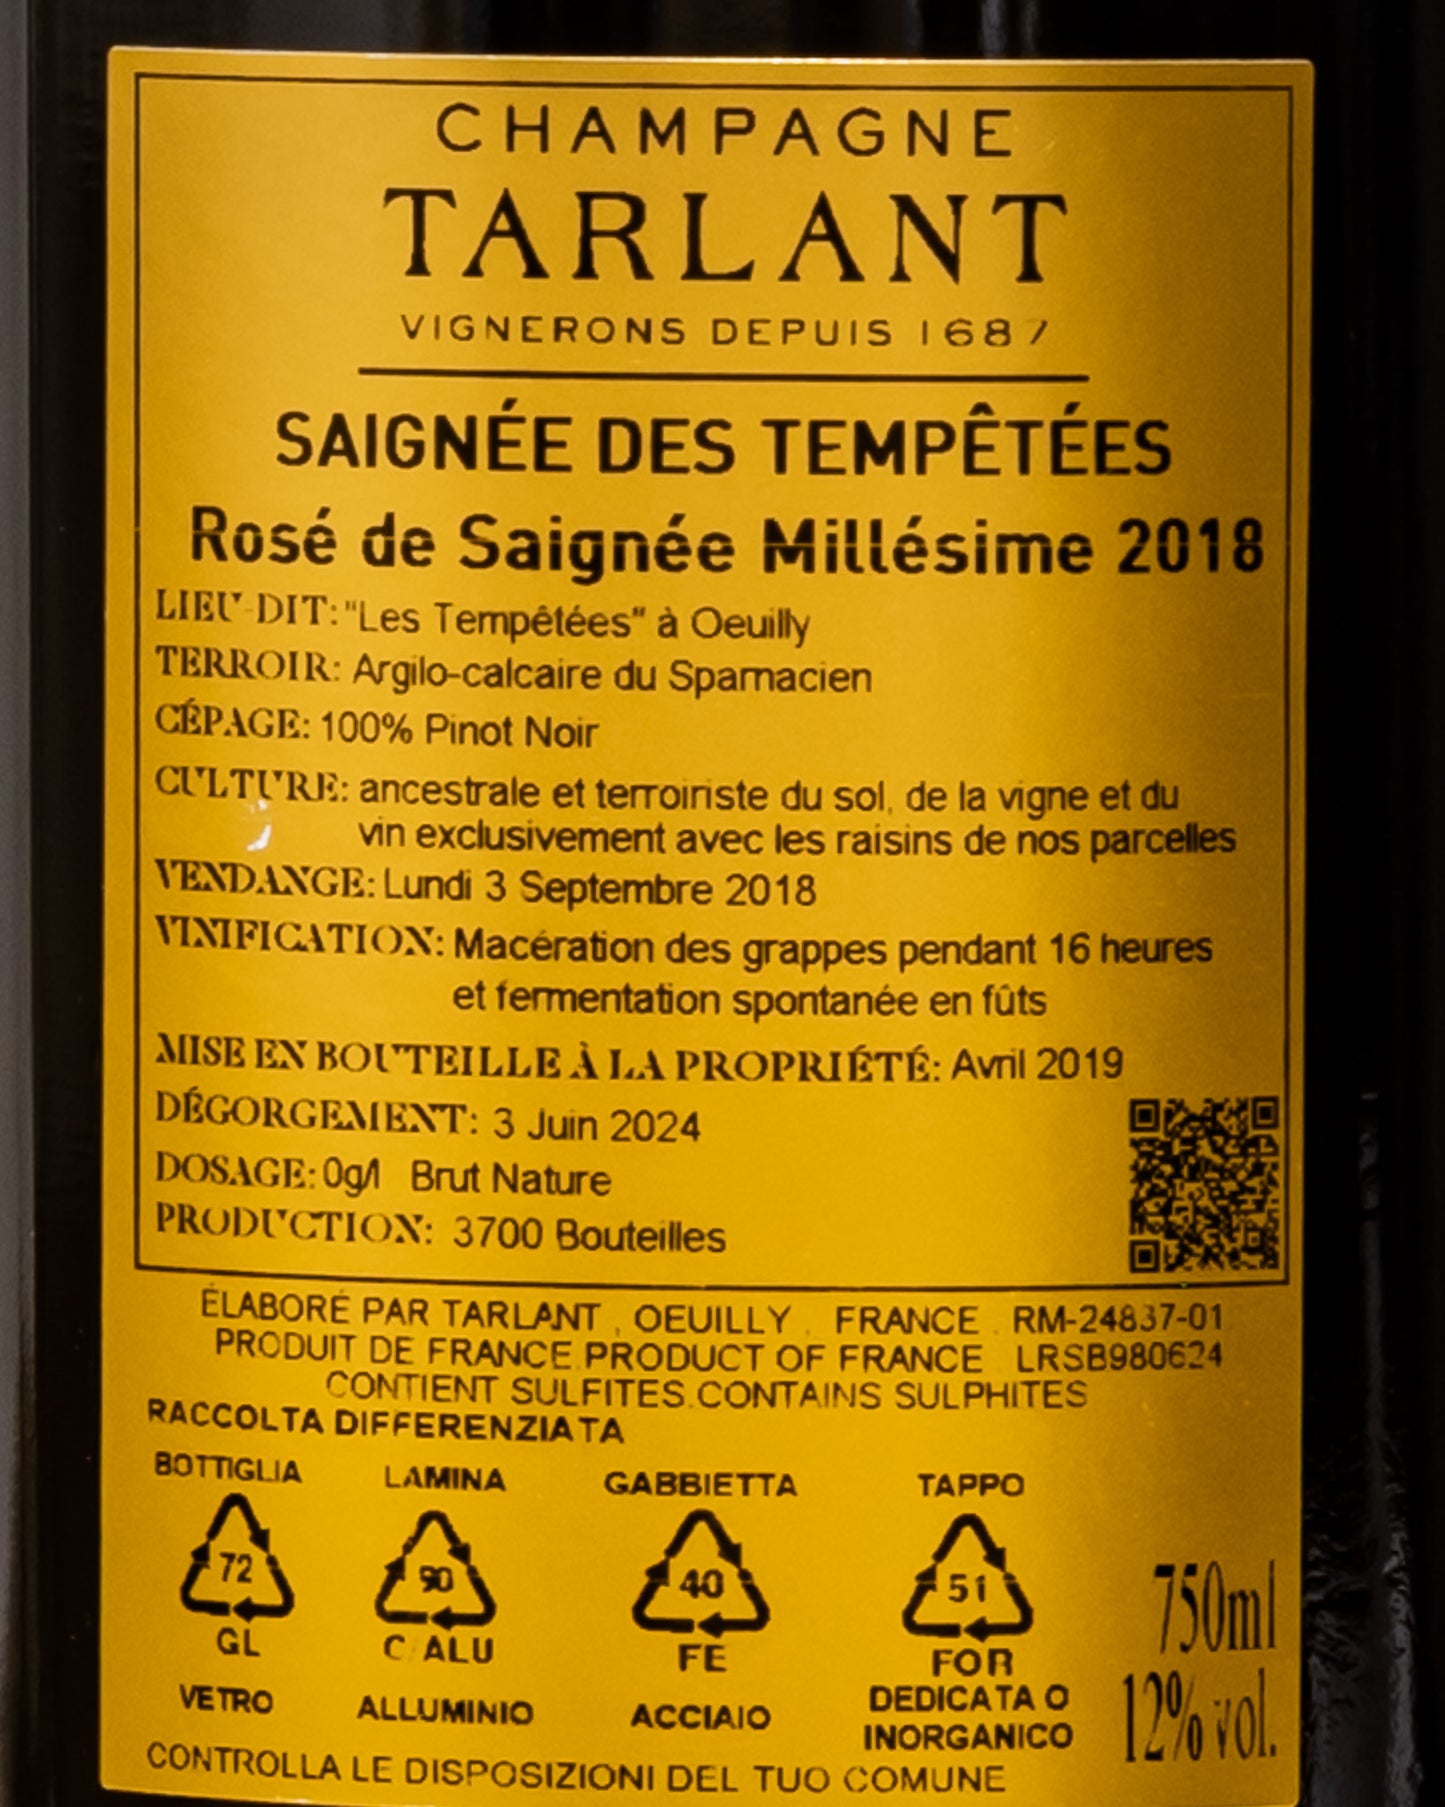 CHAMPAGNE
TARLANT
VIGNERONS DEPUIS 1687
SAIGNÉE DES TEMPÊTÉES
Rosé de Saignée Millésime 2018
LIEU-DIT: "Les Tempêtées" à Oeuilly
TERROIR: Argilo-calcaire du Sparnacien
CÉPAGE: 100% Pinot Noir
CULTURE: ancestrale et terroiriste du sol, de la vigne et du
vin exclusivement avec les raisins de nos parcelles
VENDANGE: Lundi 3 Septembre 2018
VINIFICATION: Macération des grappes pendant 16 heures
et fermentation spontanée en fûts
MISE EN BOUTEILLE À LA PROPRIÉTÉ: Avril 2019
DÉGORGEMENT: 3 Juin 2024
DOSAGE: 0g/l Brut Nature
PRODUCTION: 3700 Bouteilles
ÉLABORÉ PAR TARLANT, OEUILLY, FRANCE. RM-24837-01
PRODUIT DE FRANCE.PRODUCT OF FRANCE LRSB980624
CONTIENT SULFITES.CONTAINS SULPHITES
RACCOLTA DIFFERENZIATA
BOTTIGLIA LAMINA GABBIETTA TAPPO
72 90 40 51
GL C/ALU FE FOR
VETRO ALLUMINIO ACCIAIO DEDICATA O
INORGANICO
750ml
12% vol.
CONTROLLA LE DISPOSIZIONI DEL TUO COMUNE